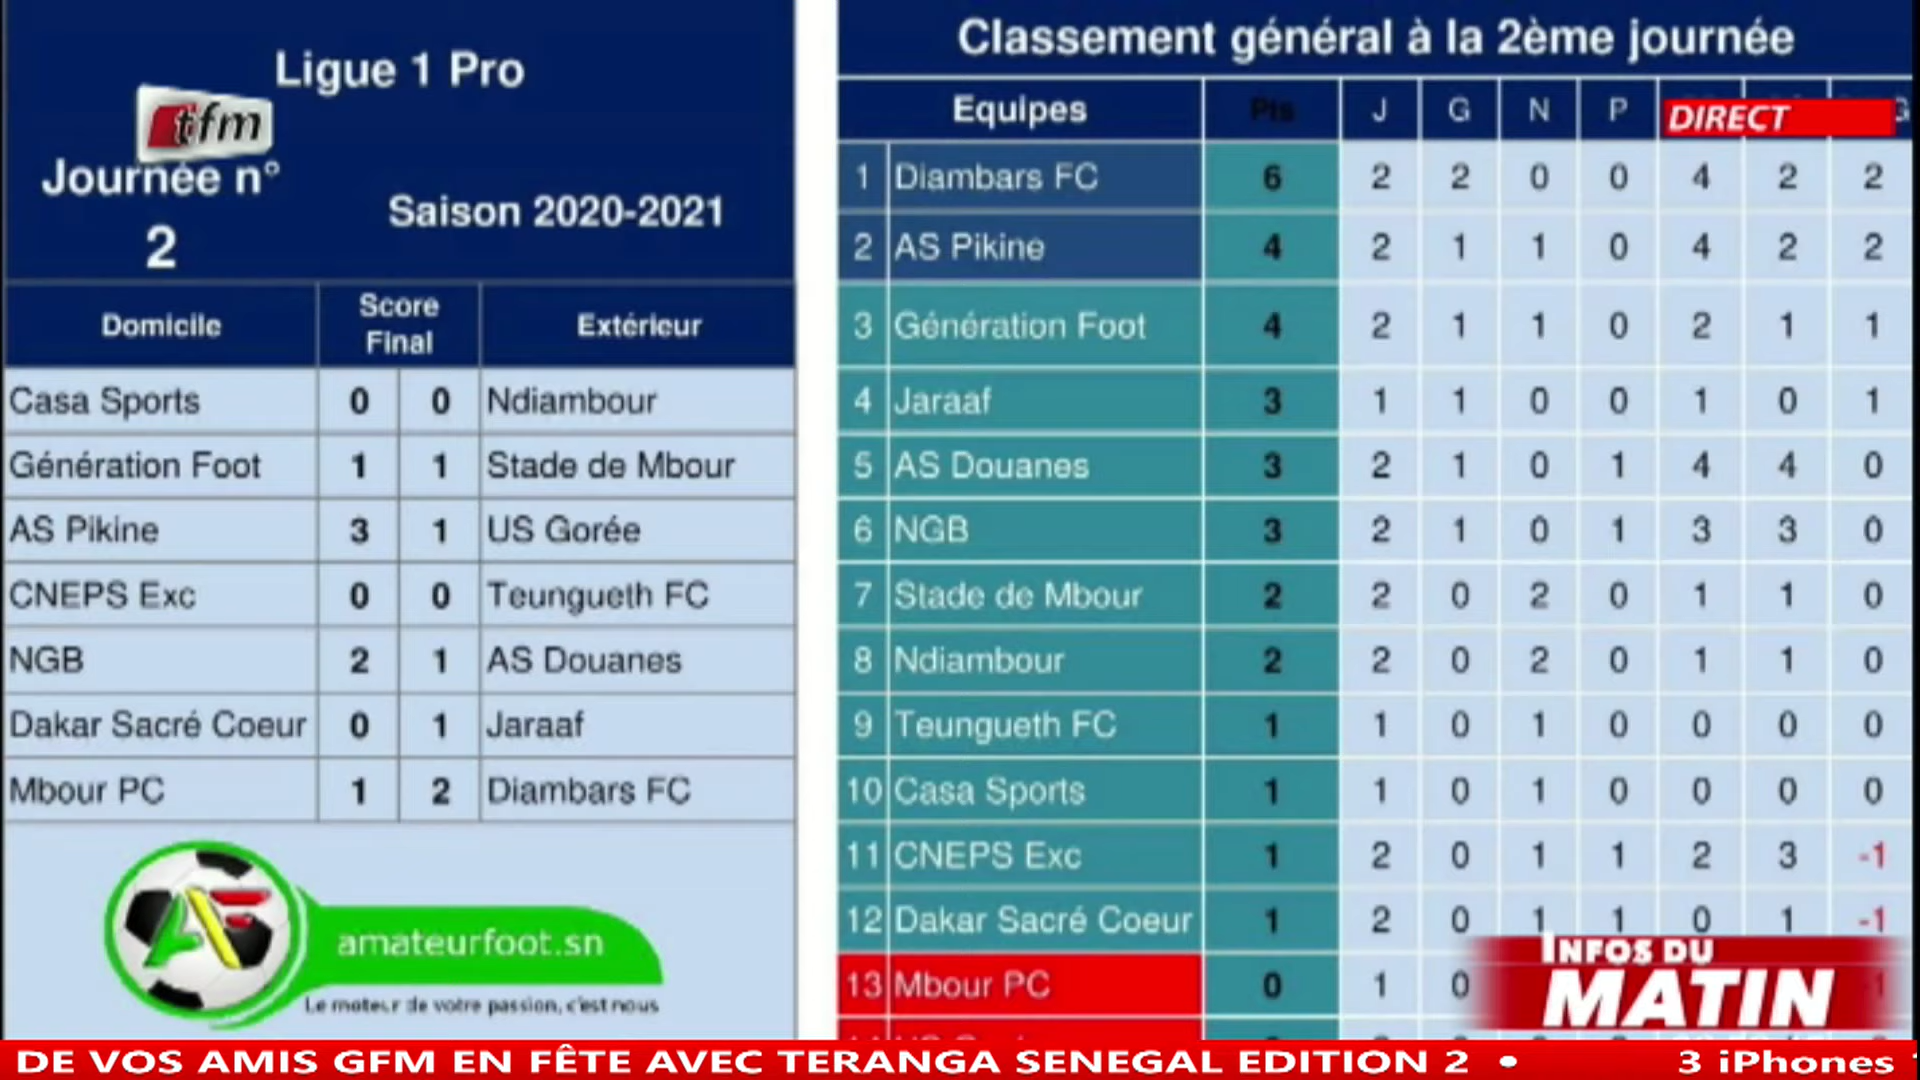 Ligue 1 Pro
tfm
Journée n°
2
Saison 2020-2021
Domicile Score Final Extérieur
Casa Sports 0 0 Ndiambour
Génération Foot 1 1 Stade de Mbour
AS Pikine 3 1 US Gorée
CNEPS Exc 0 0 Teungueth FC
NGB 2 1 AS Douanes
Dakar Sacré Coeur 0 1 Jaraaf
Mbour PC 1 2 Diambars FC
AF
amateurfoot.sn
Le moteur de votre passion, c'est nous
Classement général à la 2ème journée
Equipes Pts J G N P
DIRECT
1 Diambars FC 6 2 2 0 0 4 2 2
2 AS Pikine 4 2 1 1 0 4 2 2
3 Génération Foot 4 2 1 1 0 2 1 1
4 Jaraaf 3 1 1 0 0 1 0 1
5 AS Douanes 3 2 1 0 1 4 4 0
6 NGB 3 2 1 0 1 3 3 0
7 Stade de Mbour 2 2 0 2 0 1 1 0
8 Ndiambour 2 2 0 2 0 1 1 0
9 Teungueth FC 1 1 0 1 0 0 0 0
10 Casa Sports 1 1 0 1 0 0 0 0
11 CNEPS Exc 1 2 0 1 1 2 3 -1
12 Dakar Sacré Coeur 1 2 0 1 1 0 1 -1
13 Mbour PC 0 1 0
INFOS DU
MATIN
DE VOS AMIS GFM EN FÊTE AVEC TERANGA SENEGAL EDITION 2 • 3 iPhones